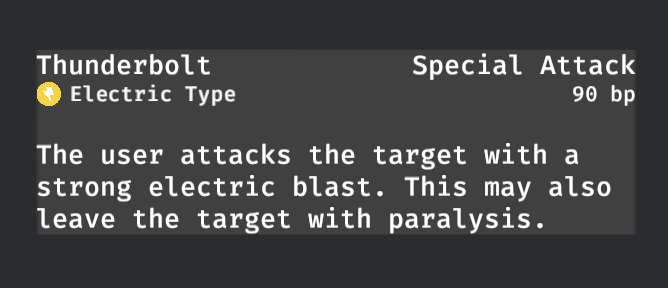 Thunderbolt Special Attack
Electric Type 90 bp
The user attacks the target with a
strong electric blast. This may also
leave the target with paralysis.